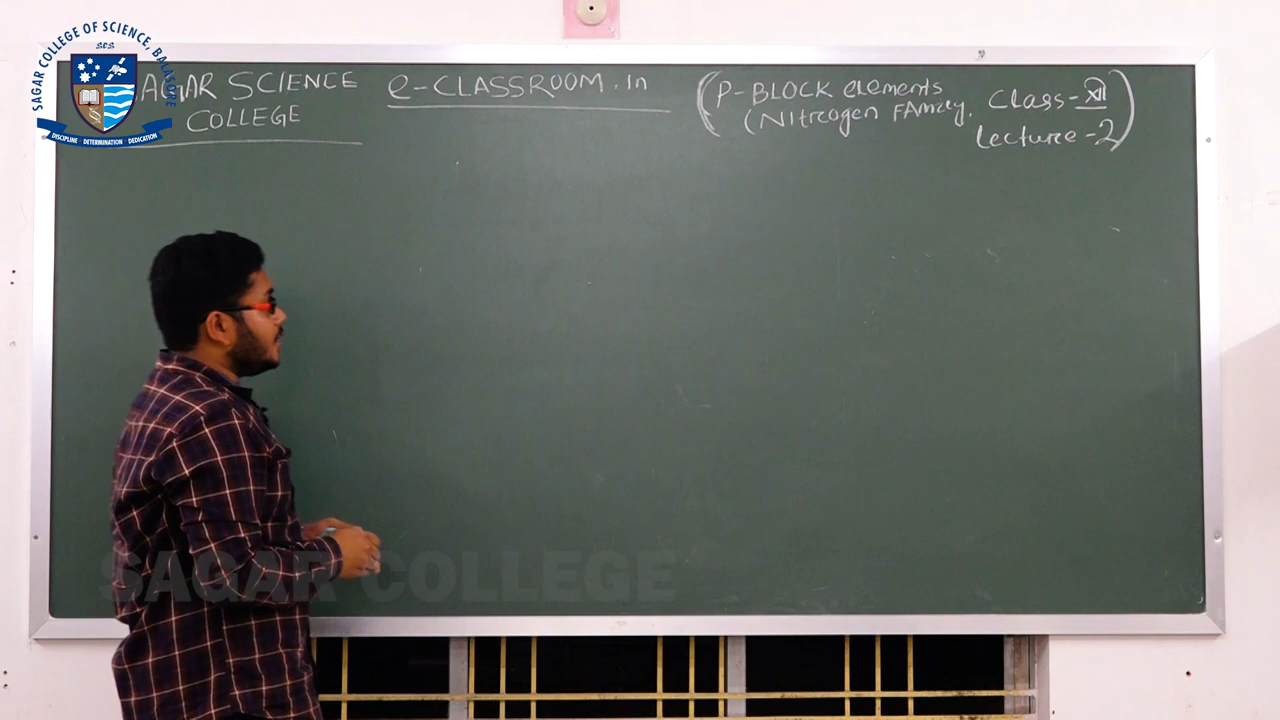 SAGAR COLLEGE OF SCIENCE, BALASORE
SCS
DISCIPLINE DETERMINATION DEDICATION
AGAR SCIENCE
COLLEGE
e-CLASSROOM.in
(P-BLOCK elements
(Nitrogen FAMily,
Class-XII
Lecture-2)
SAGAR COLLEGE